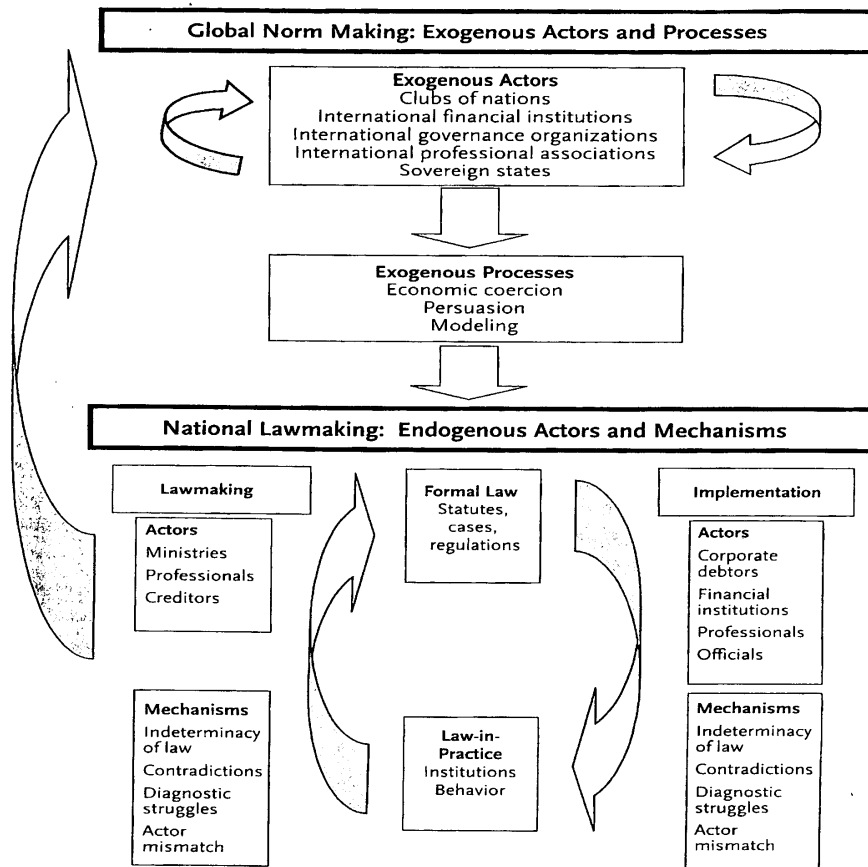 Global Norm Making: Exogenous Actors and Processes
Exogenous Actors
Clubs of nations
International financial institutions
International governance organizations
International professional associations
Sovereign states
Exogenous Processes
Economic coercion
Persuasion
Modeling
National Lawmaking: Endogenous Actors and Mechanisms
Lawmaking
Actors
Ministries
Professionals
Creditors
Mechanisms
Indeterminacy
of law
Contradictions
Diagnostic
struggles
Actor
mismatch
Formal Law
Statutes,
cases,
regulations
Law-in-
Practice
Institutions
Behavior
Implementation
Actors
Corporate
debtors
Financial
institutions
Professionals
Officials
Mechanisms
Indeterminacy
of law
Contradictions
Diagnostic
struggles
Actor
mismatch